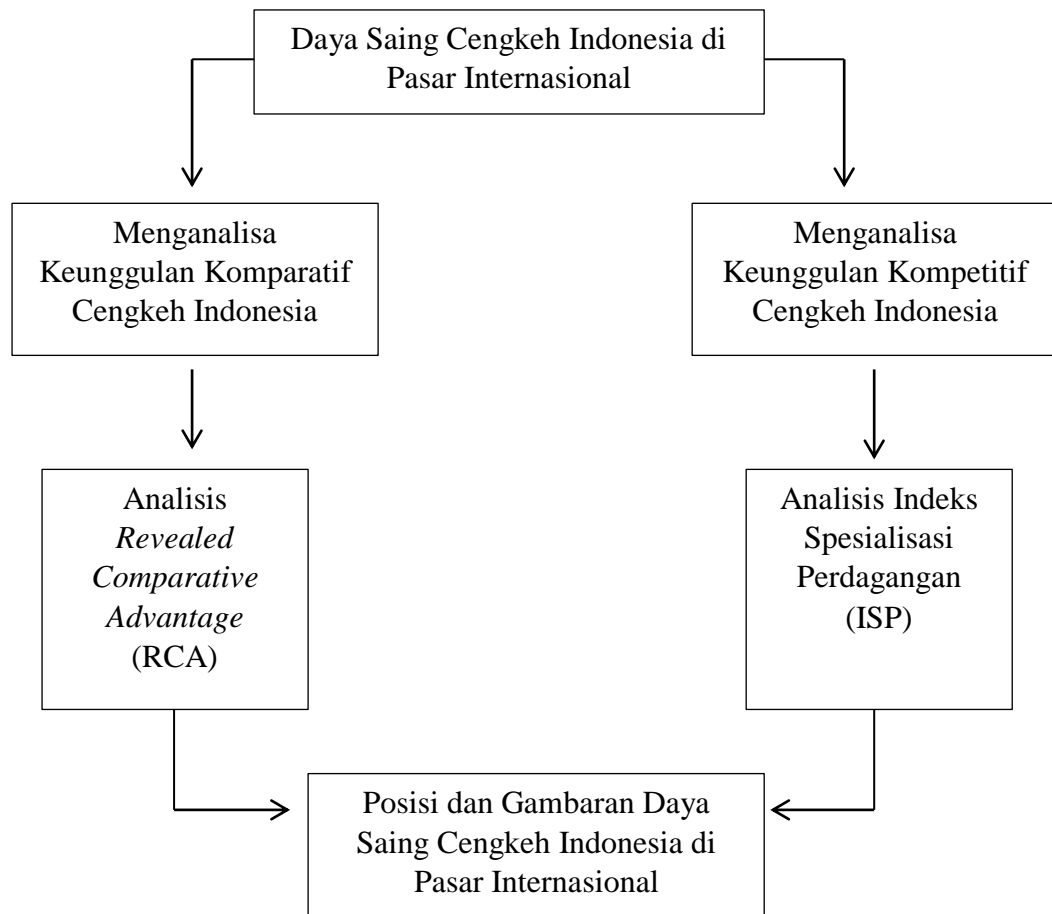 Daya Saing Cengkeh Indonesia di
Pasar Internasional
Menganalisa
Keunggulan Komparatif
Cengkeh Indonesia
Menganalisa
Keunggulan Kompetitif
Cengkeh Indonesia
Analisis
Revealed
Comparative
Advantage
(RCA)
Analisis Indeks
Spesialisasi
Perdagangan
(ISP)
Posisi dan Gambaran Daya
Saing Cengkeh Indonesia di
Pasar Internasional